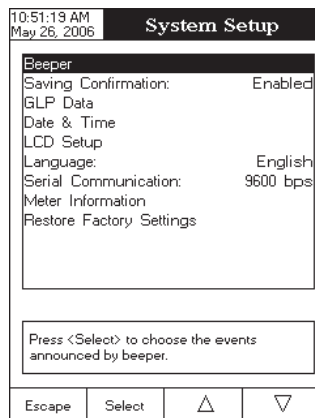 10:51:19 AM
May 26, 2006
System Setup
Beeper
Saving Confirmation: Enabled
GLP Data
Date & Time
LCD Setup
Language: English
Serial Communication: 9600 bps
Meter Information
Restore Factory Settings
Press <Select> to choose the events
announced by beeper.
Escape Select △ ▽